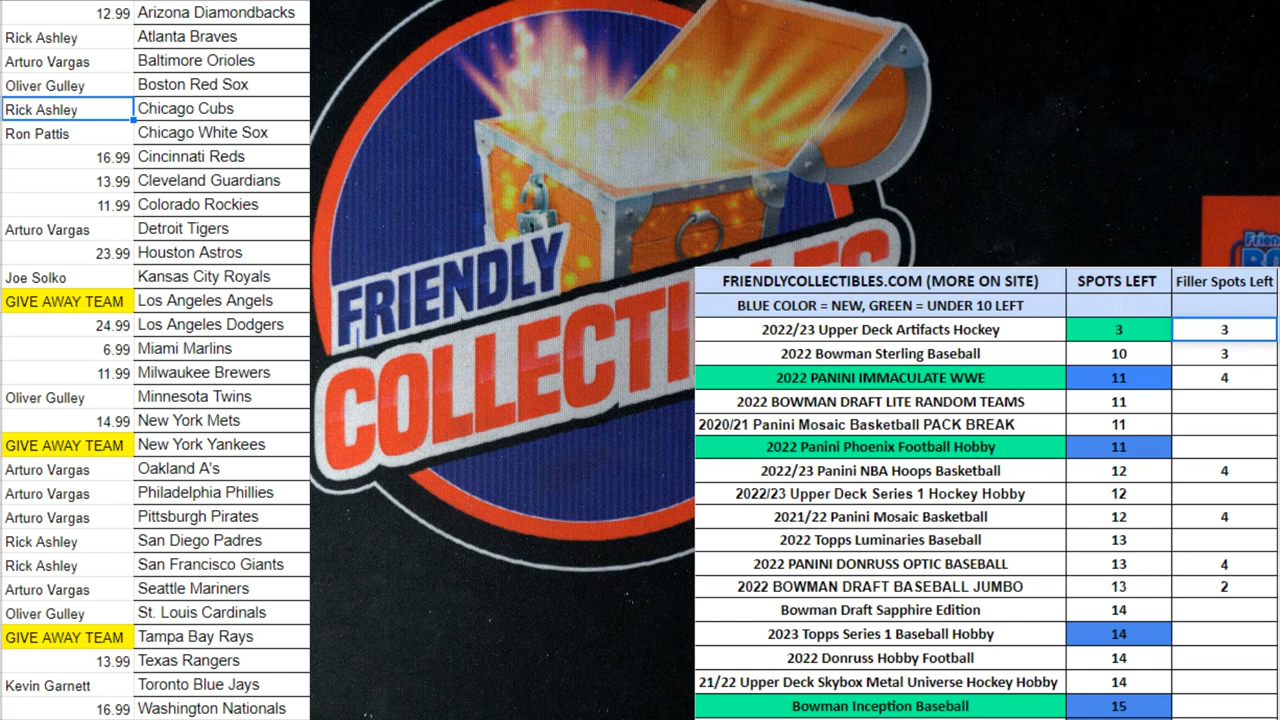 12.99 Arizona Diamondbacks
Rick Ashley Atlanta Braves
Arturo Vargas Baltimore Orioles
Oliver Gulley Boston Red Sox
Rick Ashley Chicago Cubs
Ron Pattis Chicago White Sox
16.99 Cincinnati Reds
13.99 Cleveland Guardians
11.99 Colorado Rockies
Arturo Vargas Detroit Tigers
23.99 Houston Astros
Joe Solko Kansas City Royals
GIVE AWAY TEAM Los Angeles Angels
24.99 Los Angeles Dodgers
6.99 Miami Marlins
11.99 Milwaukee Brewers
Oliver Gulley Minnesota Twins
14.99 New York Mets
GIVE AWAY TEAM New York Yankees
Arturo Vargas Oakland A's
Arturo Vargas Philadelphia Phillies
Arturo Vargas Pittsburgh Pirates
Rick Ashley San Diego Padres
Rick Ashley San Francisco Giants
Arturo Vargas Seattle Mariners
Oliver Gulley St. Louis Cardinals
GIVE AWAY TEAM Tampa Bay Rays
13.99 Texas Rangers
Kevin Garnett Toronto Blue Jays
16.99 Washington Nationals
FRIENDLY
FRIENDLYCOLLECTIBLES.COM (MORE ON SITE) SPOTS LEFT Filler Spots Left
BLUE COLOR = NEW, GREEN = UNDER 10 LEFT
2022/23 Upper Deck Artifacts Hockey 3 3
2022 Bowman Sterling Baseball 10 3
2022 PANINI IMMACULATE WWE 11 4
2022 BOWMAN DRAFT LITE RANDOM TEAMS 11
2020/21 Panini Mosaic Basketball PACK BREAK 11
2022 Panini Phoenix Football Hobby 11
2022/23 Panini NBA Hoops Basketball 12 4
2022/23 Upper Deck Series 1 Hockey Hobby 12
2021/22 Panini Mosaic Basketball 12 4
2022 Topps Luminaries Baseball 13
2022 PANINI DONRUSS OPTIC BASEBALL 13 4
2022 BOWMAN DRAFT BASEBALL JUMBO 13 2
Bowman Draft Sapphire Edition 14
2023 Topps Series 1 Baseball Hobby 14
2022 Donruss Hobby Football 14
21/22 Upper Deck Skybox Metal Universe Hockey Hobby 14
Bowman Inception Baseball 15